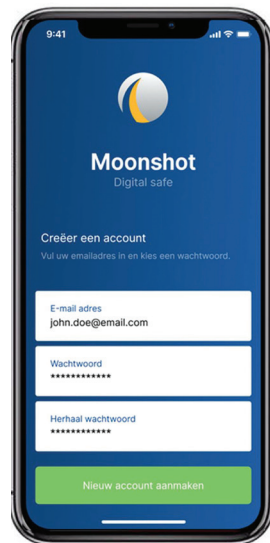 9:41
Moonshot
Digital safe
Creëer een account
Vul uw emailadres in en kies een wachtwoord.
E-mail adres
john.doe@email.com
Wachtwoord
************
Herhaal wachtwoord
************
Nieuw account aanmaken